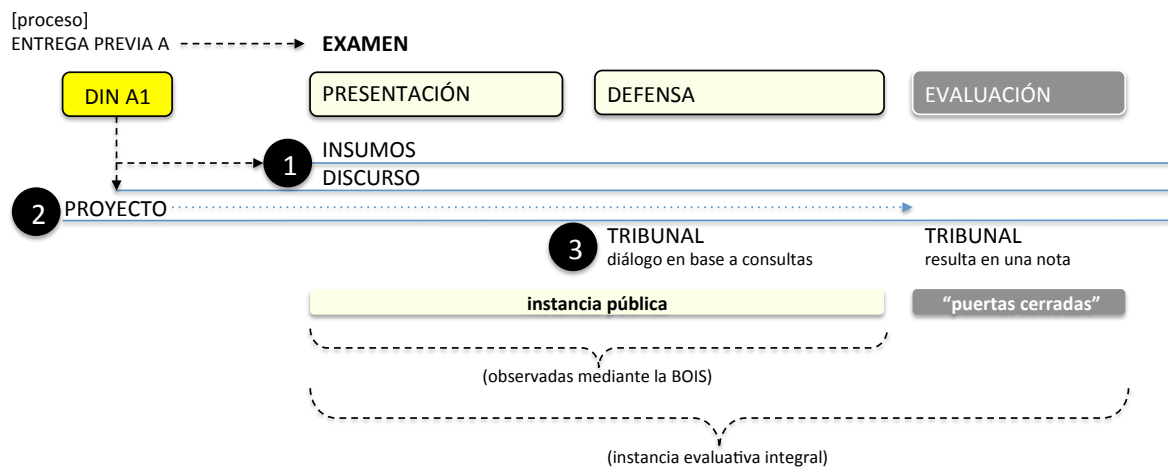 [proceso]
ENTREGA PREVIA A EXAMEN
DIN A1 PRESENTACIÓN DEFENSA EVALUACIÓN
1 INSUMOS
DISCURSO
2 PROYECTO
3 TRIBUNAL TRIBUNAL
diálogo en base a consultas resulta en una nota
instancia pública "puertas cerradas"
(observadas mediante la BOIS)
(instancia evaluativa integral)